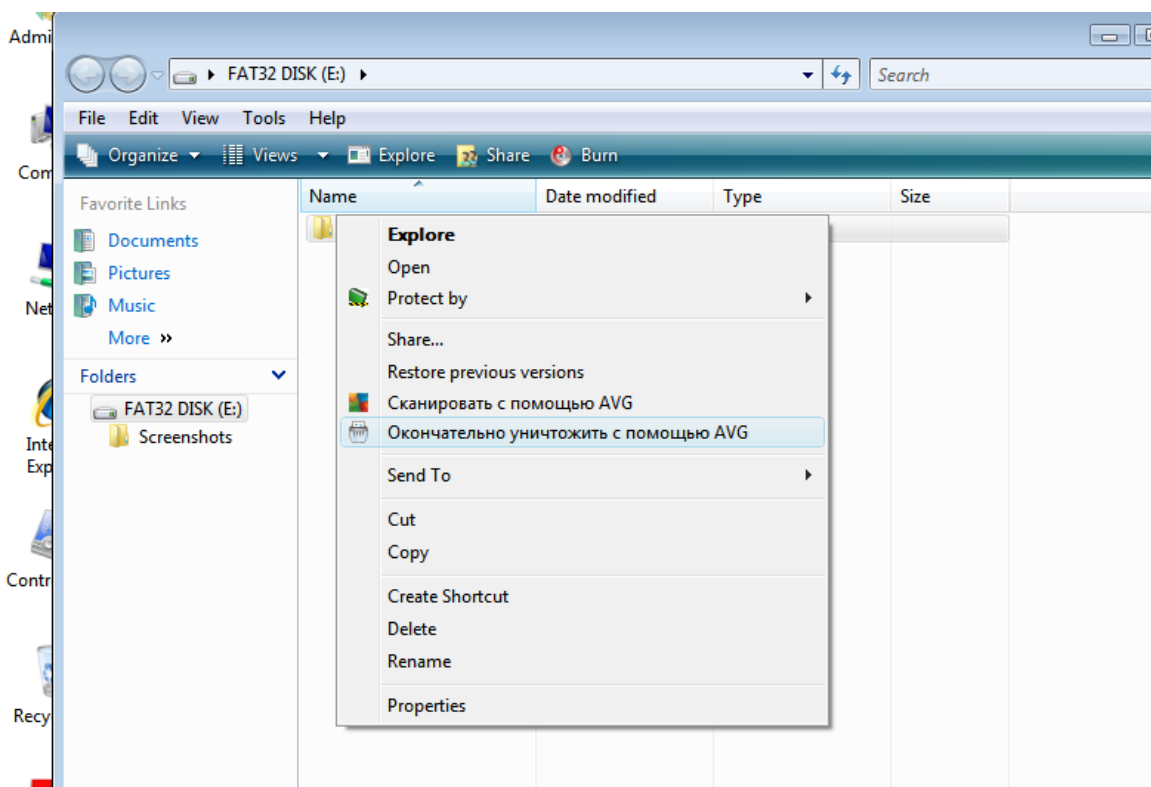 Admi
FAT32 DISK (E:)
Search
File Edit View Tools Help
Organize Views Explore Share Burn
Com
Favorite Links
Name Date modified Type Size
Documents
Pictures
Music
More »
Net
Folders
FAT32 DISK (E:)
Screenshots
Inte
Exp
Contr
Recy
Explore
Open
Protect by
Share...
Restore previous versions
Сканировать с помощью AVG
Окончательно уничтожить с помощью AVG
Send To
Cut
Copy
Create Shortcut
Delete
Rename
Properties